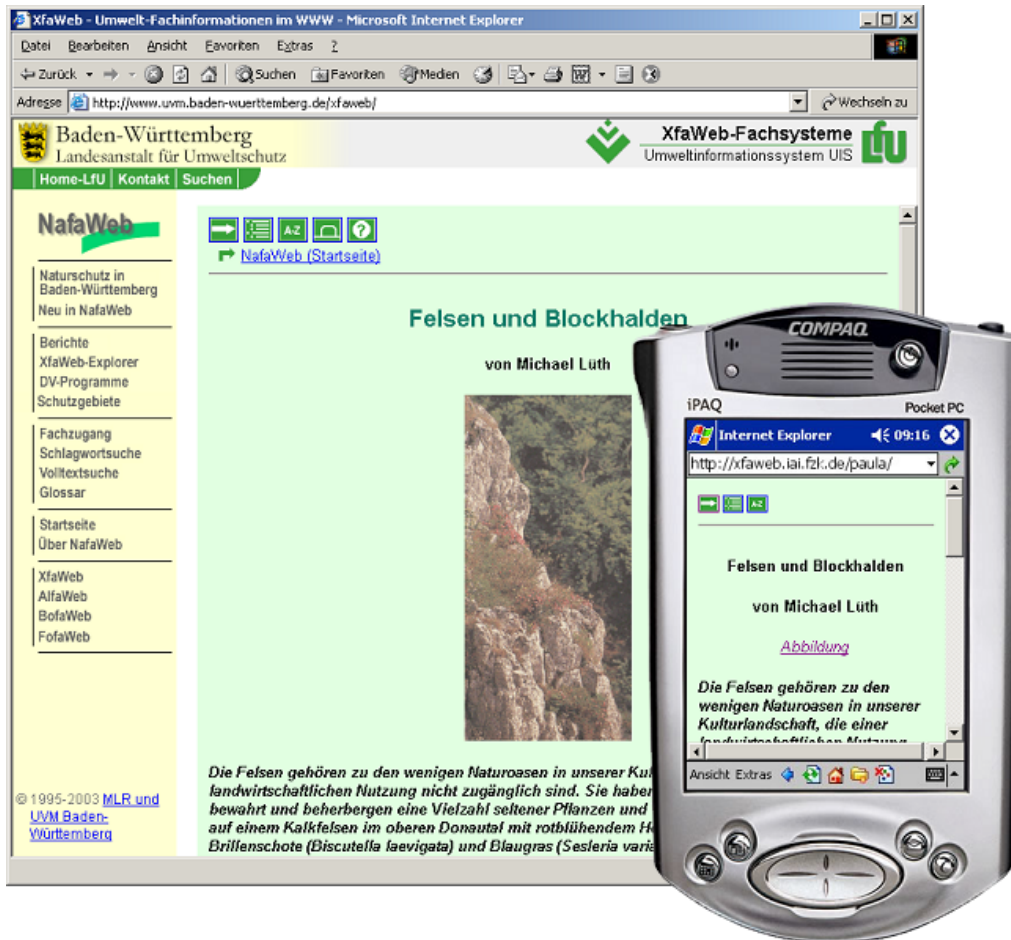 XfaWeb - Umwelt-Fachinformationen im WWW - Microsoft Internet Explorer
Datei Bearbeiten Ansicht Favoriten Extras ?
Zurück Suchen Favoriten Medien
Adresse http://www.uvm.baden-wuerttemberg.de/xfaweb/ Wechseln zu
Baden-Württemberg
Landesanstalt für Umweltschutz
XfaWeb-Fachsysteme
Umweltinformationssystem UIS
LfU
Home-LfU Kontakt Suchen
NafaWeb
Naturschutz in
Baden-Württemberg
Neu in NafaWeb
Berichte
XfaWeb-Explorer
DV-Programme
Schutzgebiete
Fachzugang
Schlagwortsuche
Volltextsuche
Glossar
Startseite
Über NafaWeb
XfaWeb
AlfaWeb
BofaWeb
FofaWeb
© 1995-2003 MLR und
UVM Baden-
Württemberg
A-Z ?
NafaWeb (Startseite)
Felsen und Blockhalden
von Michael Lüth
Die Felsen gehören zu den wenigen Naturoasen in unserer Kul
landwirtschaftlichen Nutzung nicht zugänglich sind. Sie haben
bewahrt und beherbergen eine Vielzahl seltener Pflanzen und
auf einem Kalkfelsen im oberen Donautal mit rotblühendem H
Brillenschote (Biscutella laevigata) und Blaugras (Sesleria varia
COMPAQ
iPAQ Pocket PC
Internet Explorer 09:16
http://xfaweb.iai.fzk.de/paula/
A-Z
Felsen und Blockhalden
von Michael Lüth
Abbildung
Die Felsen gehören zu den
wenigen Naturoasen in unserer
Kulturlandschaft, die einer
landwirtschaftlichen Nutzung
Ansicht Extras